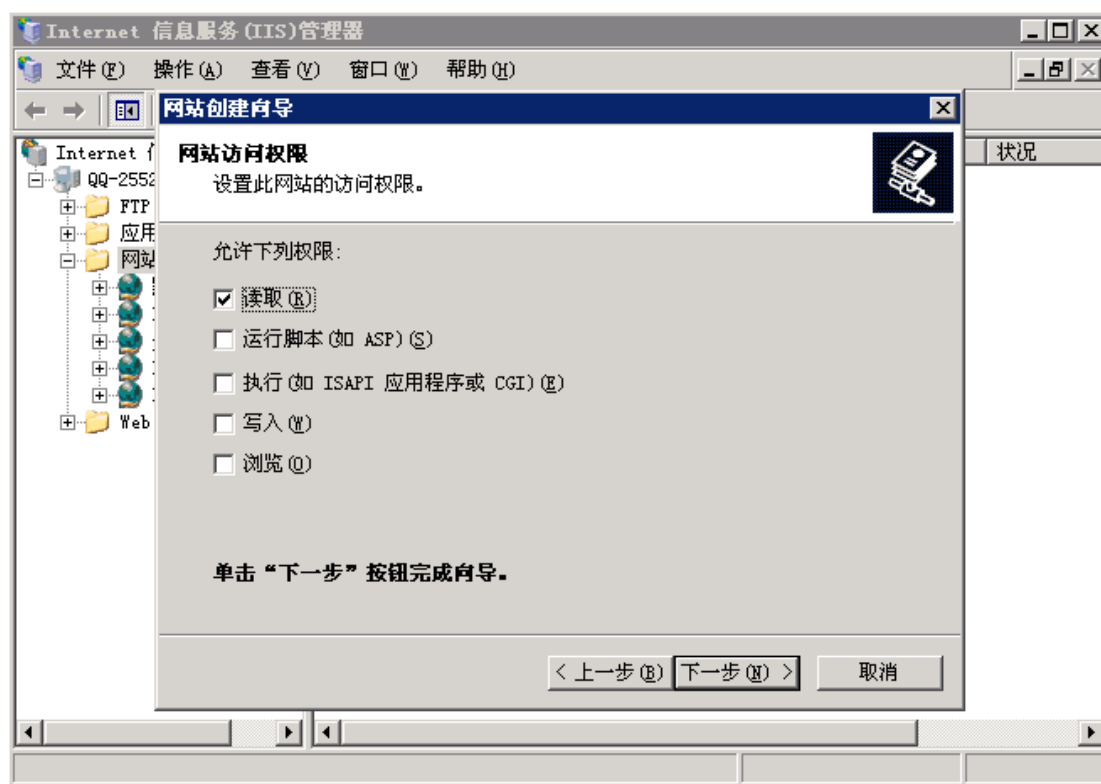 Internet 信息服务(IIS)管理器
文件(F) 操作(A) 查看(V) 窗口(W) 帮助(H)
网站创建向导
网站访问权限
设置此网站的访问权限。
Internet
状况
QQ-2552
FTP
应用
网站
Web
允许下列权限:
读取(R)
运行脚本(如 ASP)(S)
执行(如 ISAPI 应用程序或 CGI)(E)
写入(W)
浏览(O)
单击“下一步”按钮完成向导。
< 上一步(B) 下一步(N) > 取消